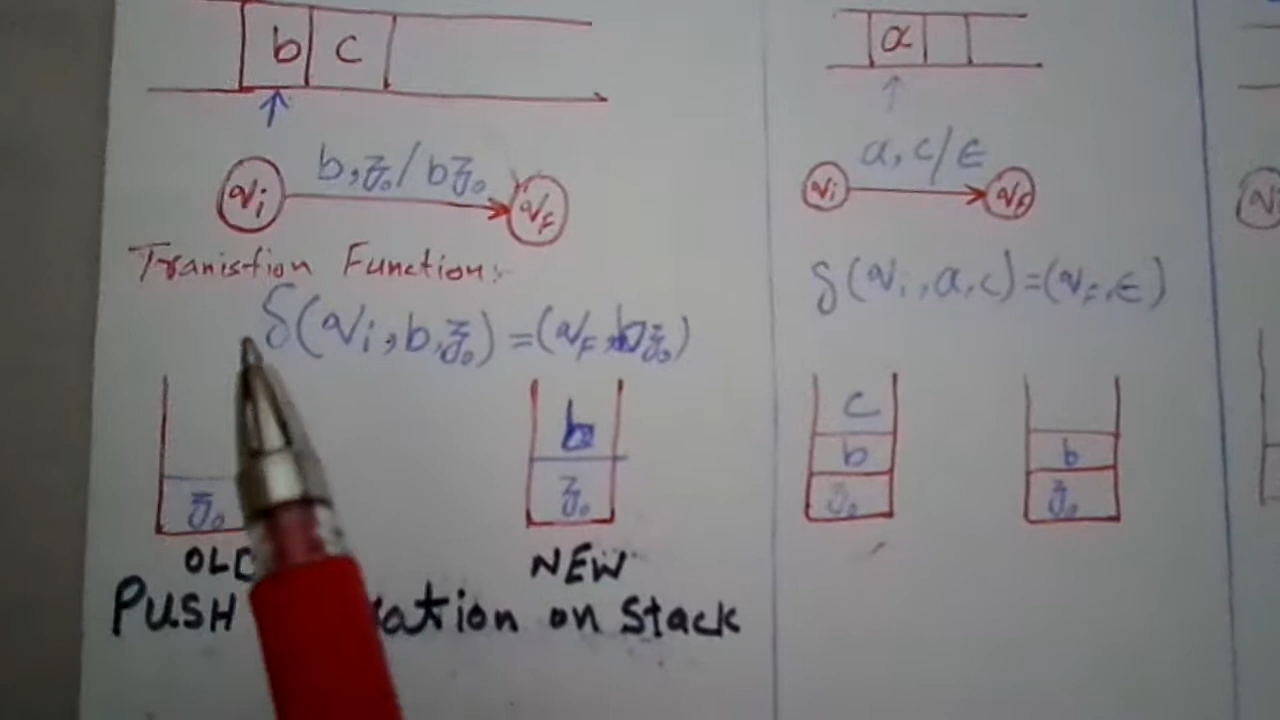 b c
b, z₀/bz₀
qi qF
Tranistion Function:
δ(qi, b, z₀) = (qF, bz₀)
b
z₀ z₀
OLD NEW
PUSH ation on Stack
a
a, c/ϵ
qi qF
δ(qi, a, c) = (qF, ϵ)
c
b b
z₀ z₀